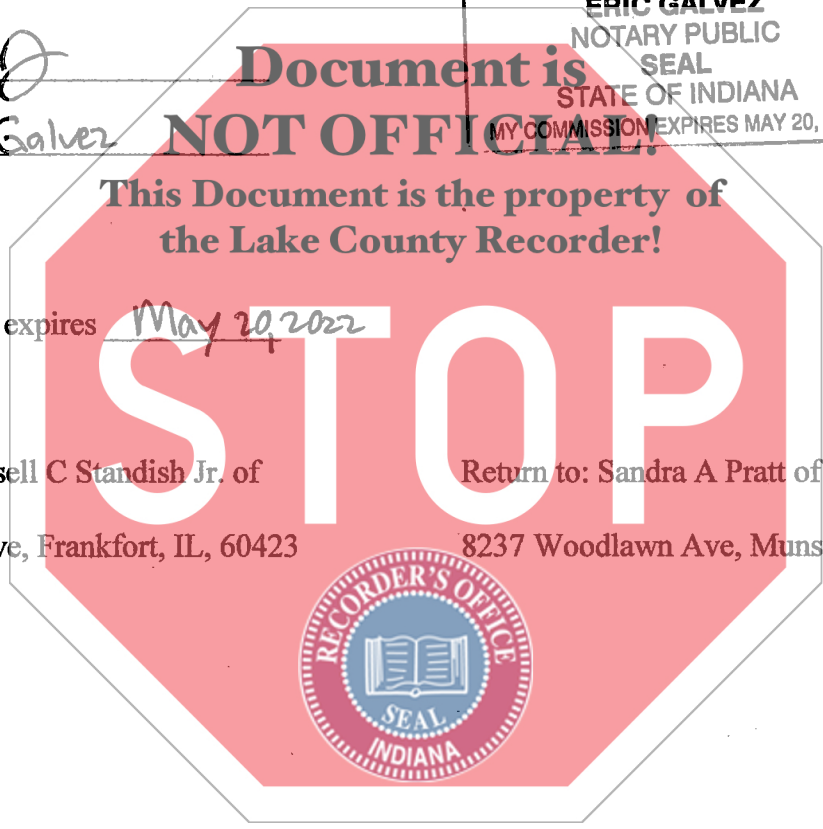 ERIC GALVEZ
NOTARY PUBLIC
SEAL
STATE OF INDIANA
MY COMMISSION EXPIRES MAY 20,
Galvez
Document is
NOT OFFICIAL!
This Document is the property of
the Lake County Recorder!
expires May 20, 2022
STOP
sell C Standish Jr. of
Return to: Sandra A Pratt of
ve, Frankfort, IL, 60423
8237 Woodlawn Ave, Muns
RECORDER'S OFFICE
SEAL
INDIANA